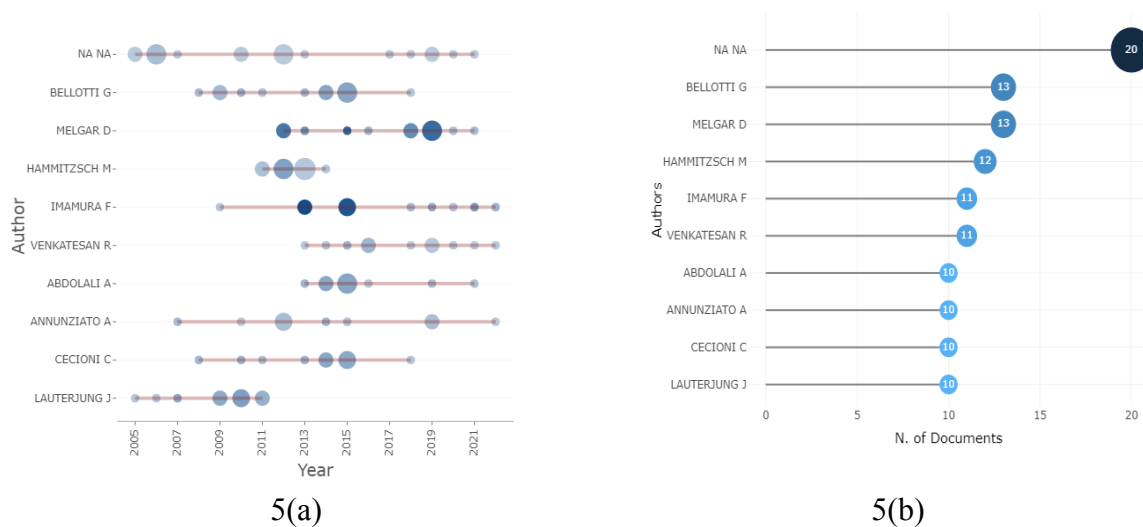 NA NA
BELLOTTI G
MELGAR D
HAMMITZSCH M
IMAMURA F
VENKATESAN R
ABDOLALI A
ANNUNZIATO A
CECIONI C
LAUTERJUNG J
Author
2005
2007
2009
2011
2013
2015
2017
2019
2021
Year
5(a)
NA NA
BELLOTTI G
MELGAR D
HAMMITZSCH M
IMAMURA F
VENKATESAN R
ABDOLALI A
ANNUNZIATO A
CECIONI C
LAUTERJUNG J
Authors
20
13
13
12
11
11
10
10
10
10
0
5
10
15
20
N. of Documents
5(b)